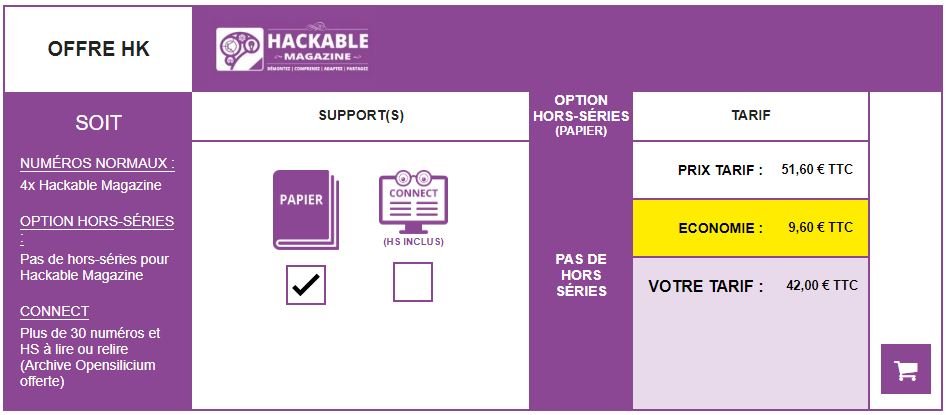 OFFRE HK
HACKABLE
~ MAGAZINE ~
DÉMONTEZ | COMPRENEZ | ADAPTEZ | PARTAGEZ
SOIT
NUMÉROS NORMAUX :
4x Hackable Magazine
OPTION HORS-SÉRIES
:
Pas de hors-séries pour
Hackable Magazine
CONNECT
Plus de 30 numéros et
HS à lire ou relire
(Archive Opensilicium
offerte)
SUPPORT(S)
PAPIER
CONNECT
(HS INCLUS)
OPTION
HORS-SÉRIES
(PAPIER)
PAS DE
HORS
SÉRIES
TARIF
PRIX TARIF : 51,60 € TTC
ECONOMIE : 9,60 € TTC
VOTRE TARIF : 42,00 € TTC